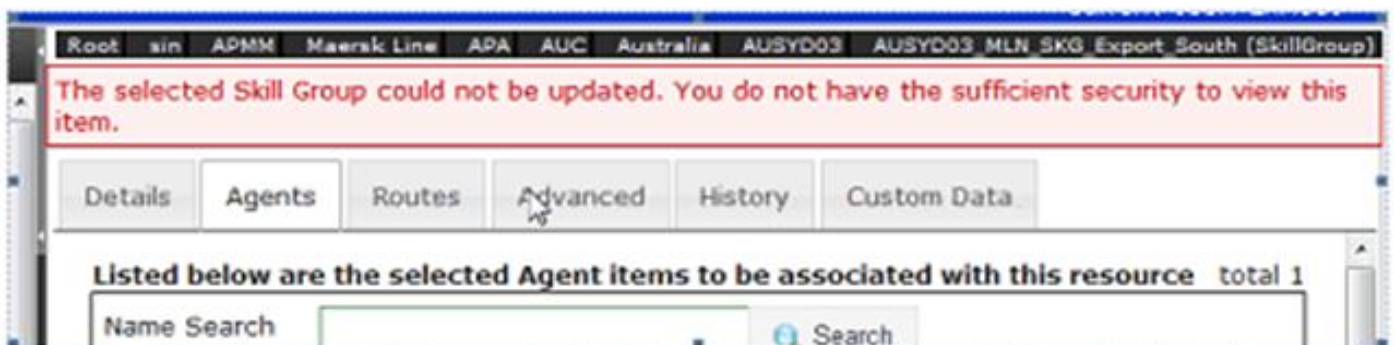 Root sin APMM Maersk Line APA AUC Australia AUSYD03 AUSYD03_MLN_SKG_Export_South (SkillGroup)
The selected Skill Group could not be updated. You do not have the sufficient security to view this
item.
Details Agents Routes Advanced History Custom Data
Listed below are the selected Agent items to be associated with this resource total 1
Name Search Search